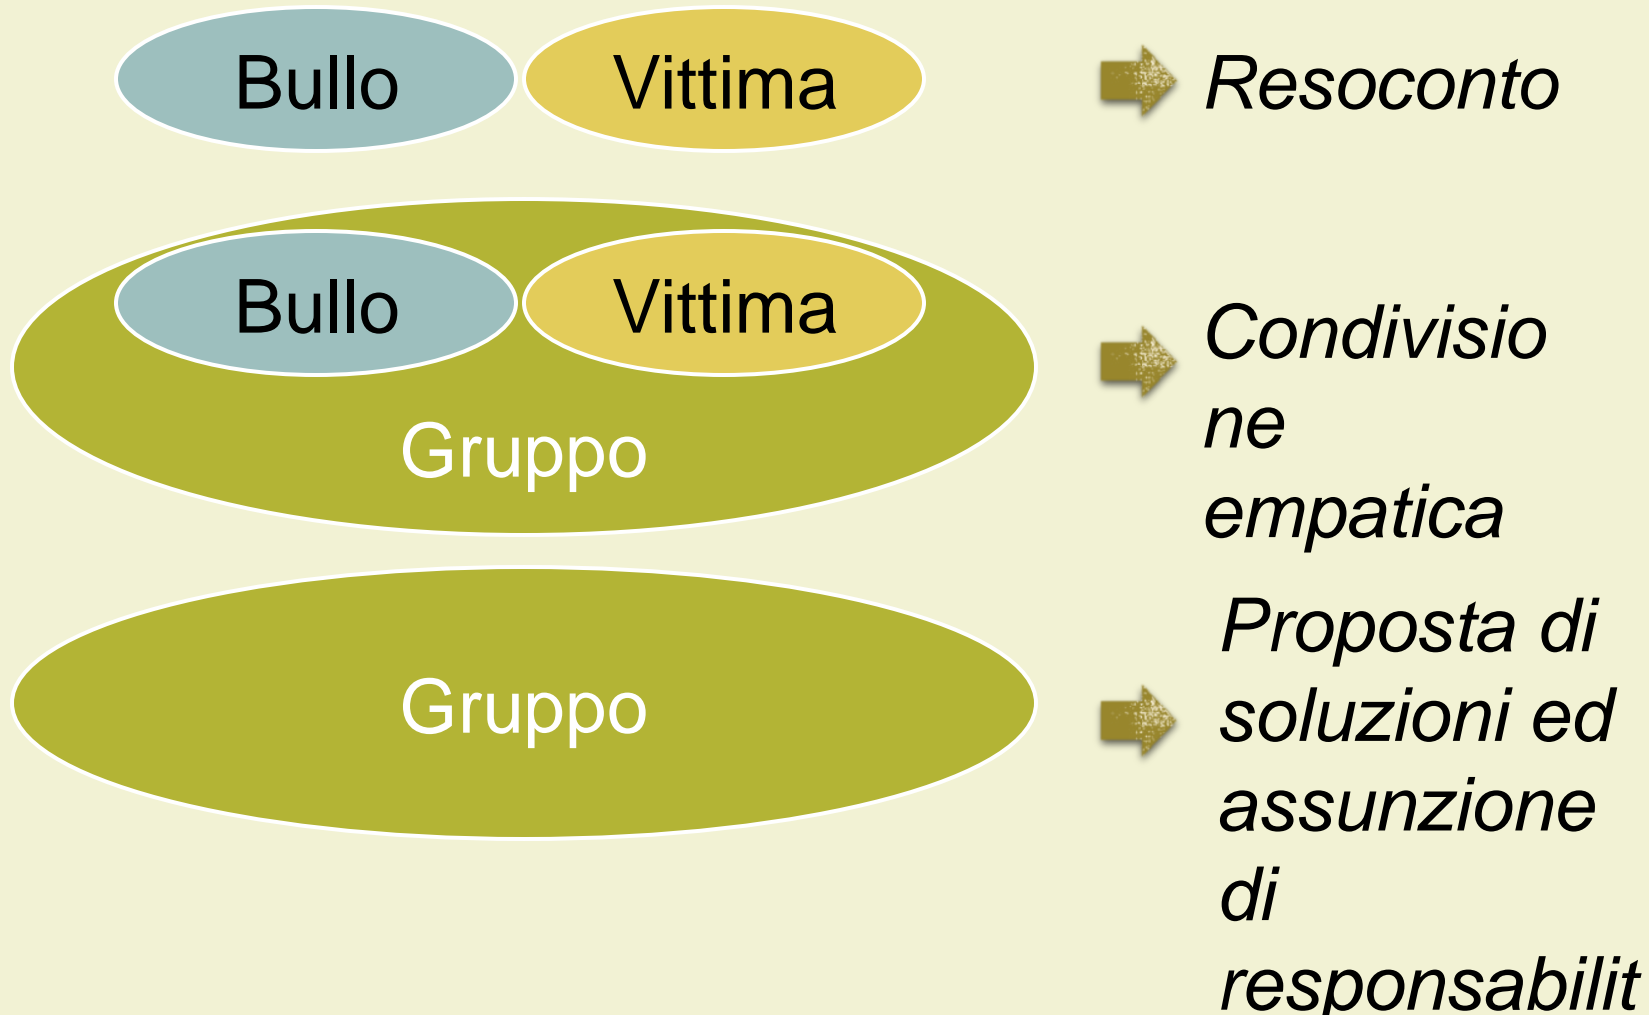 Bullo Vittima Resoconto
Bullo Vittima
Gruppo
Condivisio
ne
empatica
Gruppo
Proposta di
soluzioni ed
assunzione
di
responsabilit